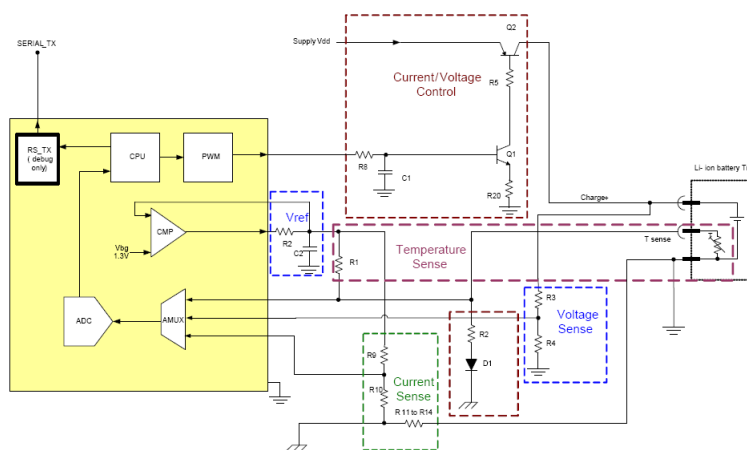 Q2
SERIAL_TX
Supply Vdd
R5
Current/Voltage
Control
RS_TX
( debug
only)
CPU
PWM
R8
C1
Q1
R20
Li- ion battery T
Charge+
Vref
CMP
R2
C2
Vbg
1.3V
T sense
Temperature
Sense
R1
ADC
AMUX
R3
R2
Voltage
Sense
R4
R9
D1
R10
Current
Sense
R 11 to R14